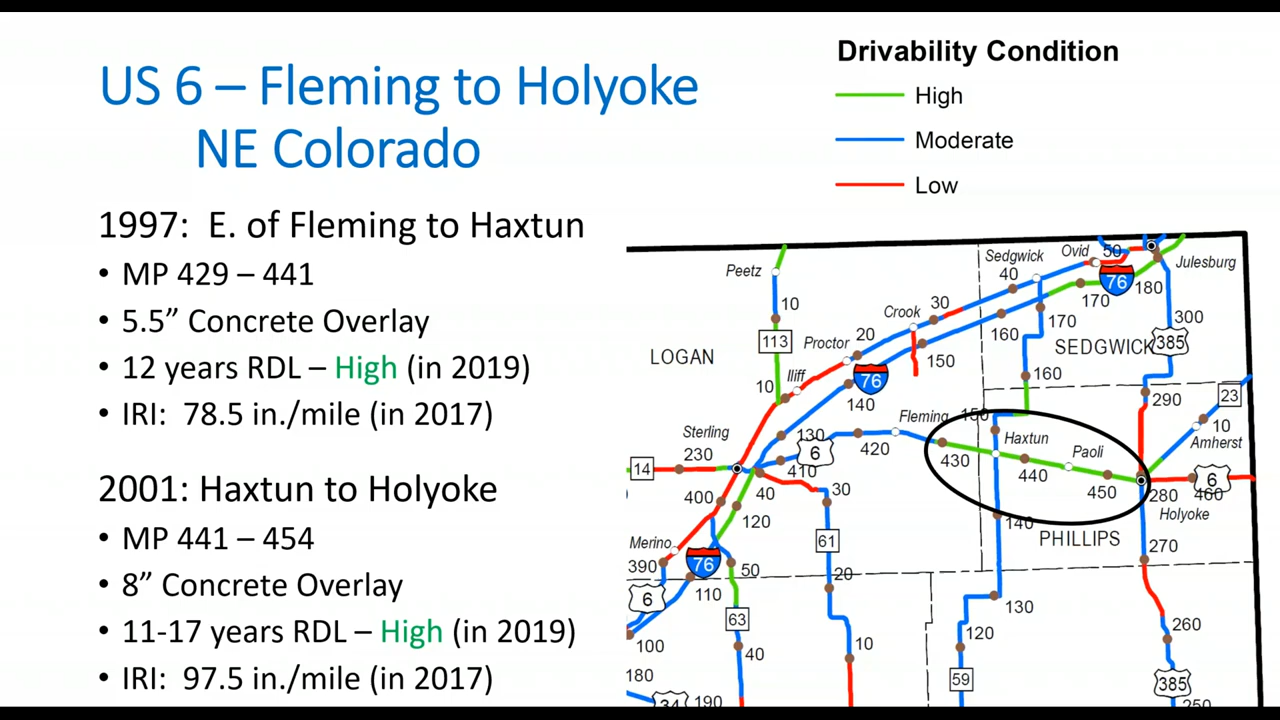 US 6 – Fleming to Holyoke
NE Colorado
1997:  E. of Fleming to Haxtun
• MP 429 – 441
• 5.5” Concrete Overlay
• 12 years RDL – High (in 2019)
• IRI:  78.5 in./mile (in 2017)
2001: Haxtun to Holyoke
• MP 441 – 454
• 8” Concrete Overlay
• 11-17 years RDL – High (in 2019)
• IRI:  97.5 in./mile (in 2017)
Drivability Condition
High
Moderate
Low
Peetz
Sedgwick
Ovid
50
Julesburg
40
76
180
170
10
Crook
30
300
160
170
113
Proctor
20
LOGAN
150
SEDGWICK
385
Iliff
76
160
10
140
290
23
Fleming
150
10
Sterling
130
6
420
Haxtun
Paoli
Amherst
230
14
410
430
440
450
280
6
460
400
40
30
Holyoke
120
140
Merino
61
PHILLIPS
270
76
390
50
20
6
110
130
63
260
100
120
10
40
180
59
385
34
190
250